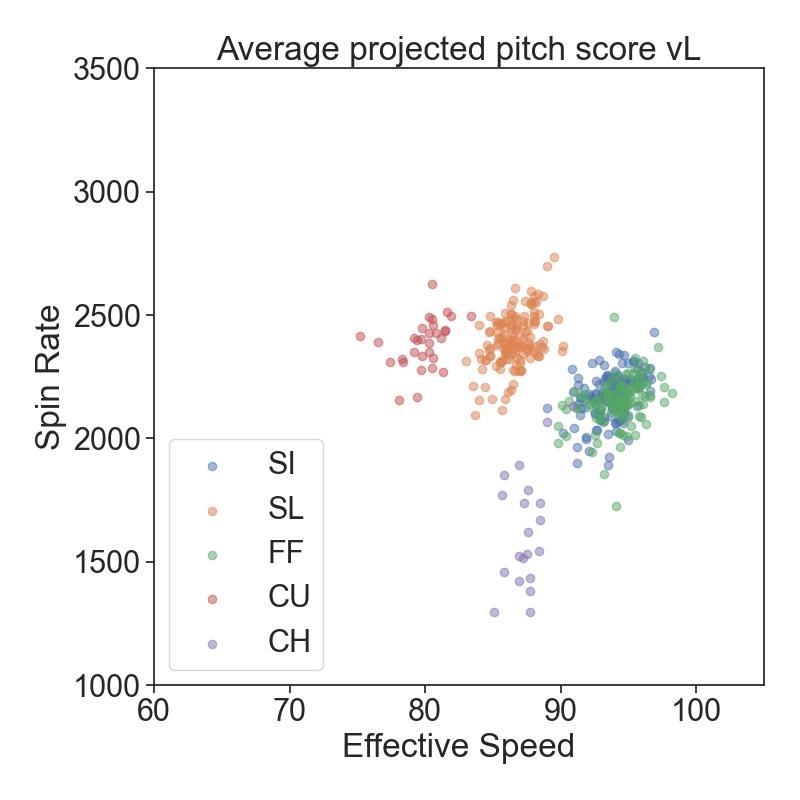 Average projected pitch score vL
3500
3000
2500
2000
1500
1000
Spin Rate
SI
SL
FF
CU
CH
60 70 80 90 100
Effective Speed